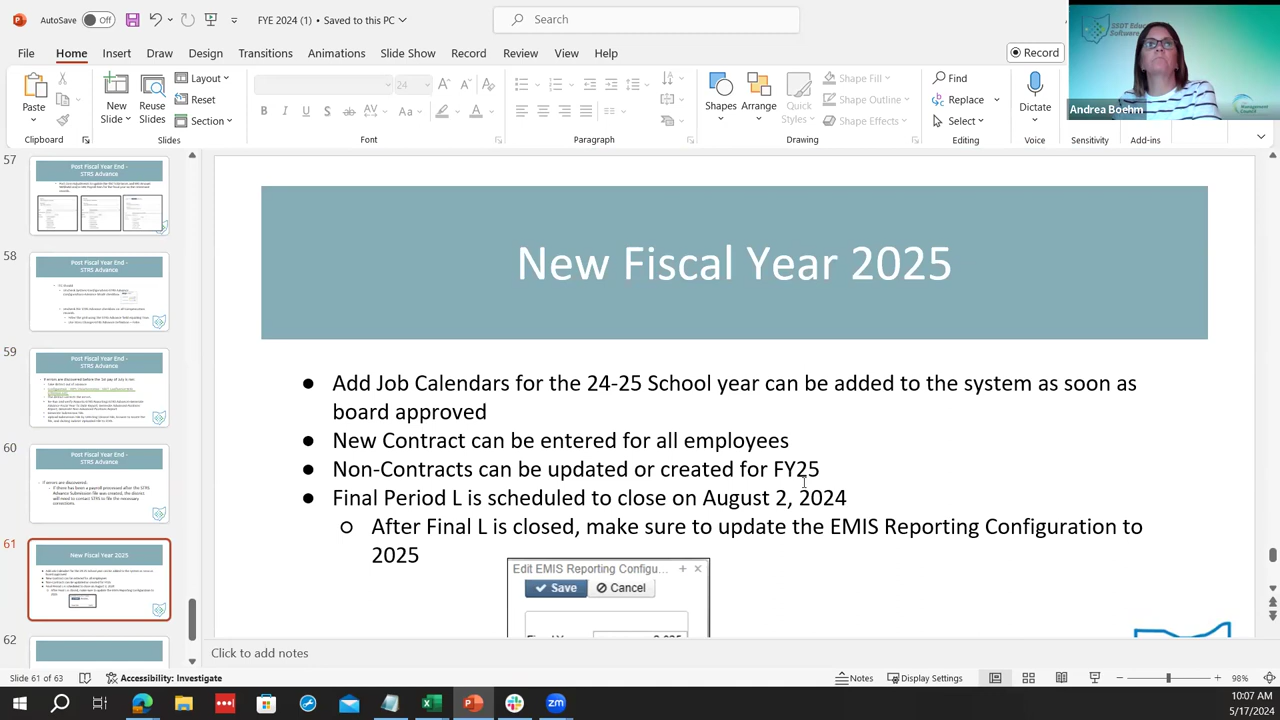 AutoSave Off FYE 2024 (1) • Saved to this PC
Search
File Home Insert Draw Design Transitions Animations Slide Show Record Review View Help
Record
Paste
New Slide
Reuse Slides
Layout
Reset
Section
B I U S AV Aa A
Shapes Arrange Quick Styles
Shape Fill
Shape Outline
Shape Effects
Find
Replace
Select
Dictate
Clipboard Slides Font Paragraph Drawing Editing Voice Sensitivity Add-ins
Andrea Boehm
57
Post Fiscal Year End -
STRS Advance
58
Post Fiscal Year End -
STRS Advance
59
Post Fiscal Year End -
STRS Advance
60
Post Fiscal Year End -
STRS Advance
61
New Fiscal Year 2025
62
New Fiscal Year 2025
● Add Job Calendars for the 24-25 School year can be added to the system as soon as
board approved
● New Contract can be entered for all employees
● Non-Contracts can be updated or created for FY25
● Final Period L is scheduled to close on August 2, 2024
○ After Final L is closed, make sure to update the EMIS Reporting Configuration to
2025
Edit EMIS Reporting Configu... + ×
Save Cancel
Click to add notes
Slide 61 of 63 Accessibility: Investigate Notes Display Settings 98%
10:07 AM
5/17/2024